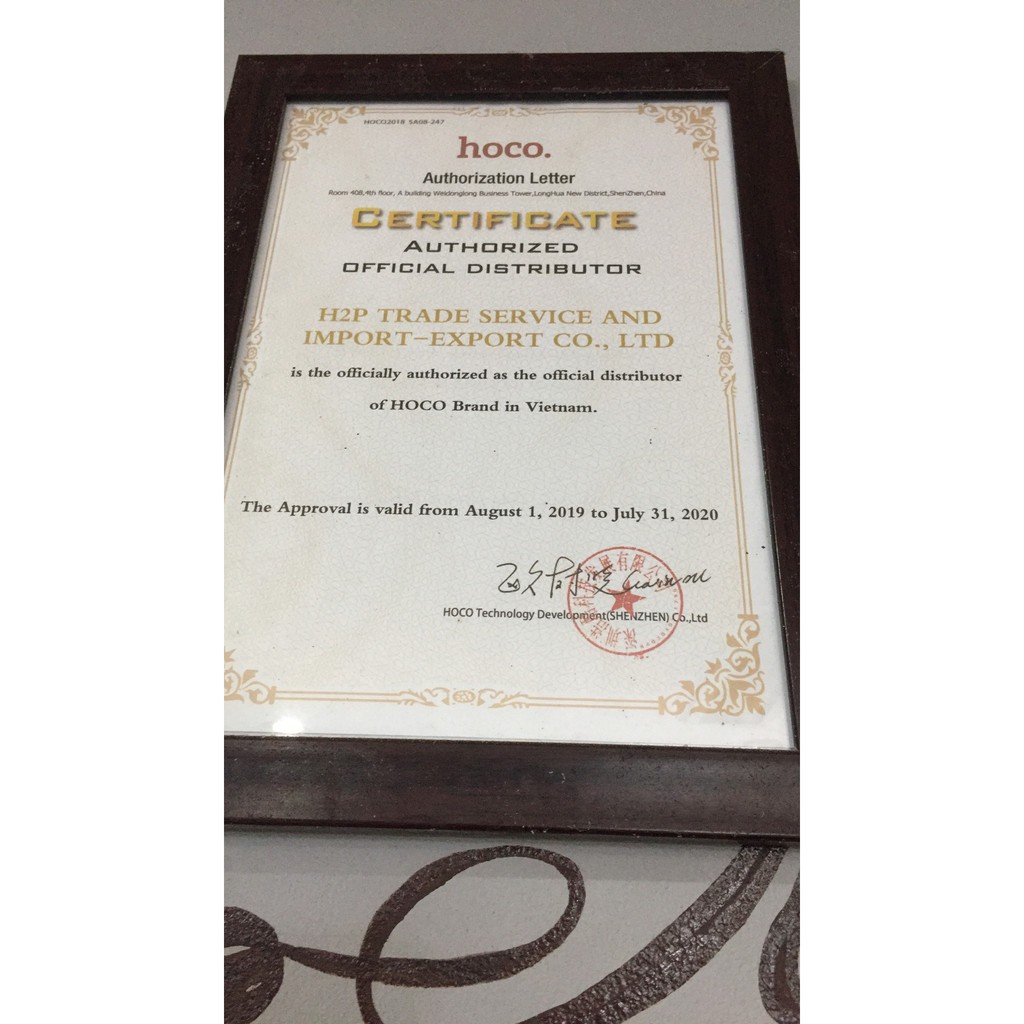 HOCO2018 SA08-247
hoco.
Authorization Letter
Room 408,4th floor, A building Weidonglong Business Tower,LongHua New District,ShenZhen,China
CERTIFICATE
AUTHORIZED
OFFICIAL DISTRIBUTOR
H2P TRADE SERVICE AND
IMPORT-EXPORT CO., LTD
is the officially authorized as the official distributor
of HOCO Brand in Vietnam.
The Approval is valid from August 1, 2019 to July 31, 2020
HOCO Technology Development(SHENZHEN) Co.,Ltd